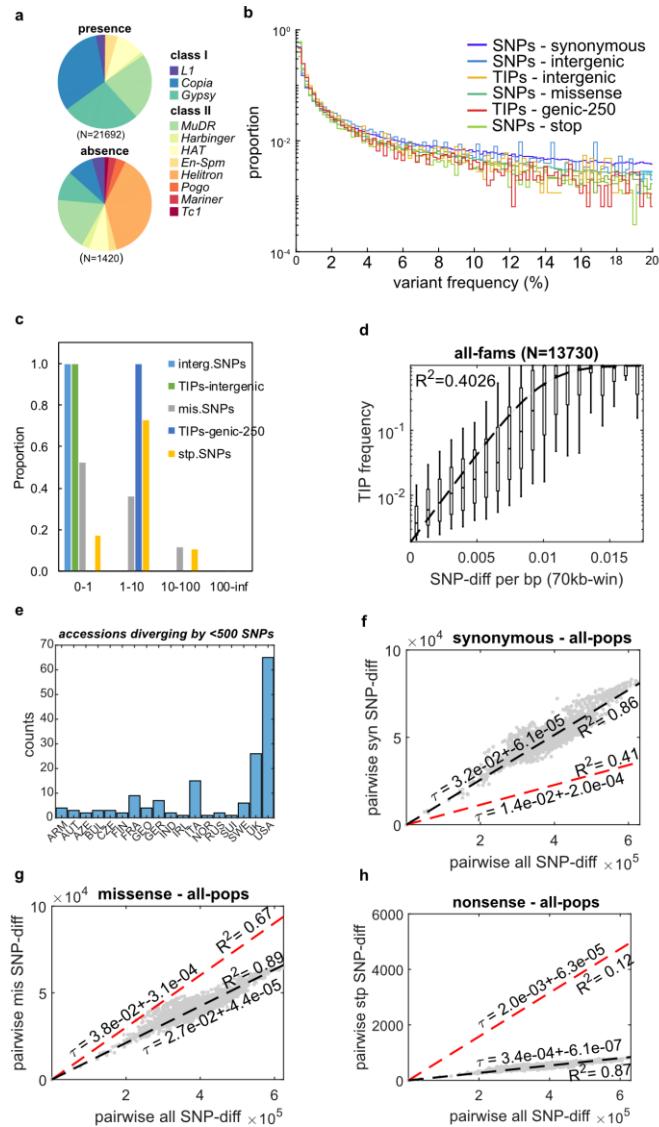 a
presence
(N=21692)
absence
(N=1420)
class I
L1
Copia
Gypsy
class II
MuDR
Harbinger
HAT
En-Spm
Helitron
Pogo
Mariner
Tc1
b
proportion
10^0
10^-2
10^-4
0 2 4 6 8 10 12 14 16 18 20
variant frequency (%)
SNPs - synonymous
SNPs - intergenic
TIPs - intergenic
SNPs - missense
TIPs - genic-250
SNPs - stop
c
Proportion
1.0
0.8
0.6
0.4
0.2
0.0
0-1 1-10 10-100 100-inf
interg.SNPs
TIPs-intergenic
mis.SNPs
TIPs-genic-250
stp.SNPs
d
all-fams (N=13730)
R^2=0.4026
TIP frequency
10^-1
10^-2
0 0.005 0.01 0.015
SNP-diff per bp (70kb-win)
e
accessions diverging by <500 SNPs
counts
70
60
50
40
30
20
10
0
ARM AUT AZE BUL CZE FIN FRA GEO GER IND IRL ITA NOR RUS SUI SWE UK USA
f
synonymous - all-pops
10 × 10^4
5
0
pairwise syn SNP-diff
τ = 3.2e-02+-6.1e-05
R^2= 0.86
R^2= 0.41
τ = 1.4e-02+-2.0e-04
0 2 4 6
pairwise all SNP-diff × 10^5
g
missense - all-pops
10 × 10^4
5
0
pairwise mis SNP-diff
R^2= 0.67
τ = 3.8e-02+-3.1e-04
R^2= 0.89
τ = 2.7e-02+-4.4e-05
0 2 4 6
pairwise all SNP-diff × 10^5
h
nonsense - all-pops
6000
4000
2000
0
pairwise stp SNP-diff
τ = 2.0e-03+-6.3e-05
R^2= 0.12
τ = 3.4e-04+-6.1e-07
R^2= 0.87
0 2 4 6
pairwise all SNP-diff × 10^5